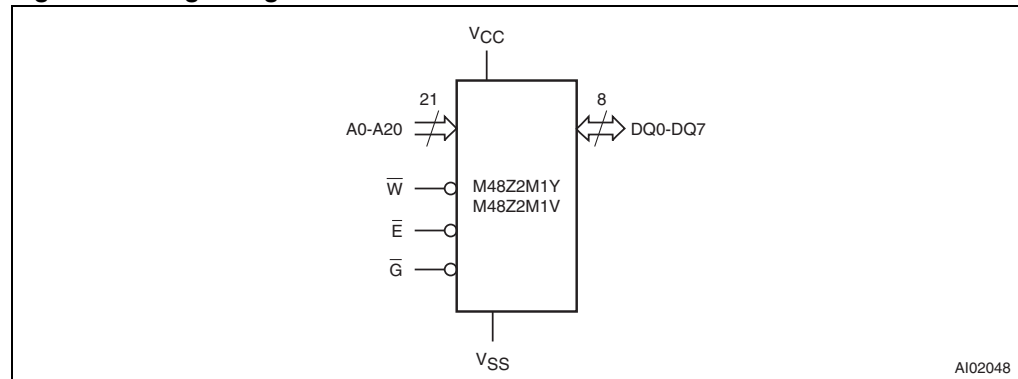 VCC
21
8
A0-A20
DQ0-DQ7
W
M48Z2M1Y
M48Z2M1V
E
G
VSS
AI02048